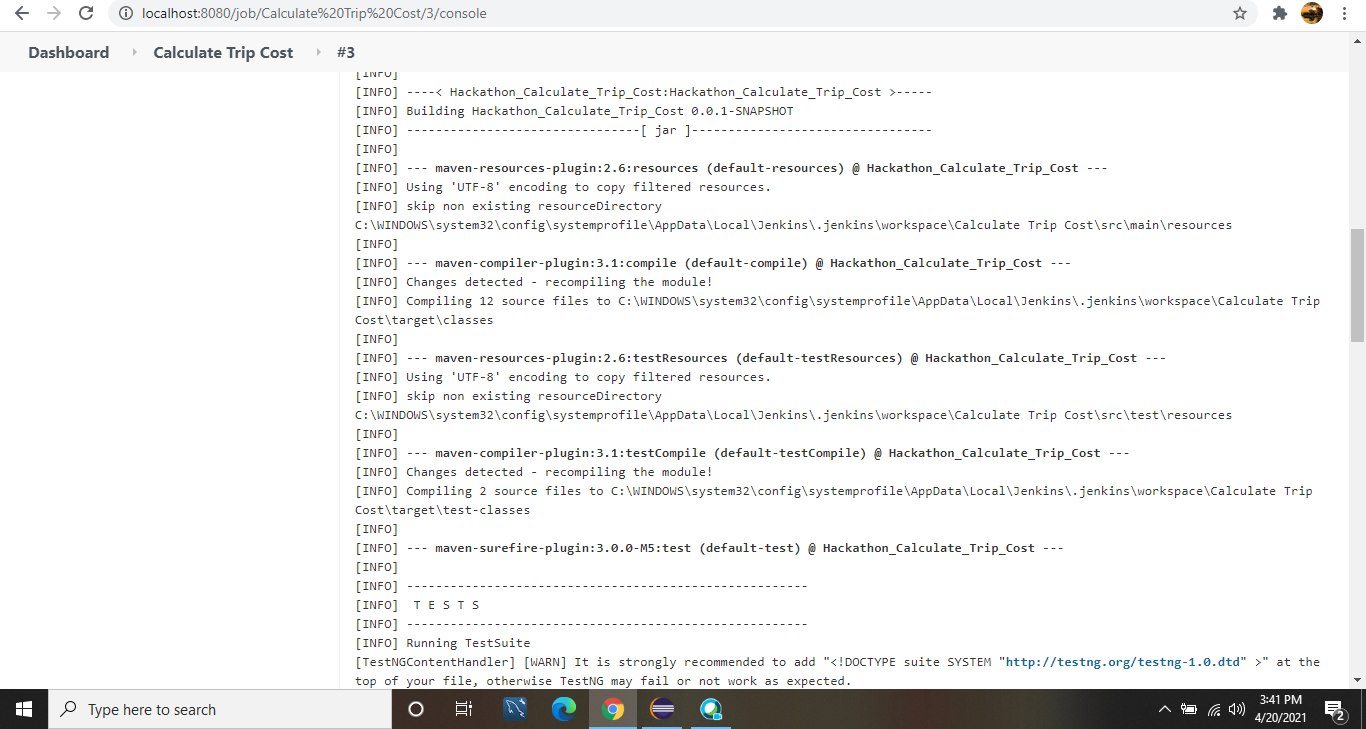 localhost:8080/job/Calculate%20Trip%20Cost/3/console
Dashboard
Calculate Trip Cost
#3
[INFO]
[INFO] ----< Hackathon_Calculate_Trip_Cost:Hackathon_Calculate_Trip_Cost >-----
[INFO] Building Hackathon_Calculate_Trip_Cost 0.0.1-SNAPSHOT
[INFO] --------------------------------[ jar ]---------------------------------
[INFO]
[INFO] --- maven-resources-plugin:2.6:resources (default-resources) @ Hackathon_Calculate_Trip_Cost ---
[INFO] Using 'UTF-8' encoding to copy filtered resources.
[INFO] skip non existing resourceDirectory
C:\WINDOWS\system32\config\systemprofile\AppData\Local\Jenkins\.jenkins\workspace\Calculate Trip Cost\src\main\resources
[INFO]
[INFO] --- maven-compiler-plugin:3.1:compile (default-compile) @ Hackathon_Calculate_Trip_Cost ---
[INFO] Changes detected - recompiling the module!
[INFO] Compiling 12 source files to C:\WINDOWS\system32\config\systemprofile\AppData\Local\Jenkins\.jenkins\workspace\Calculate Trip
Cost\target\classes
[INFO]
[INFO] --- maven-resources-plugin:2.6:testResources (default-testResources) @ Hackathon_Calculate_Trip_Cost ---
[INFO] Using 'UTF-8' encoding to copy filtered resources.
[INFO] skip non existing resourceDirectory
C:\WINDOWS\system32\config\systemprofile\AppData\Local\Jenkins\.jenkins\workspace\Calculate Trip Cost\src\test\resources
[INFO]
[INFO] --- maven-compiler-plugin:3.1:testCompile (default-testCompile) @ Hackathon_Calculate_Trip_Cost ---
[INFO] Changes detected - recompiling the module!
[INFO] Compiling 2 source files to C:\WINDOWS\system32\config\systemprofile\AppData\Local\Jenkins\.jenkins\workspace\Calculate Trip
Cost\target\test-classes
[INFO]
[INFO] --- maven-surefire-plugin:3.0.0-M5:test (default-test) @ Hackathon_Calculate_Trip_Cost ---
[INFO]
[INFO] -------------------------------------------------------
[INFO]  T E S T S
[INFO] -------------------------------------------------------
[INFO] Running TestSuite
[TestNGContentHandler] [WARN] It is strongly recommended to add "<!DOCTYPE suite SYSTEM "http://testng.org/testng-1.0.dtd" >" at the
top of your file, otherwise TestNG may fail or not work as expected.
Type here to search
3:41 PM
4/20/2021
2